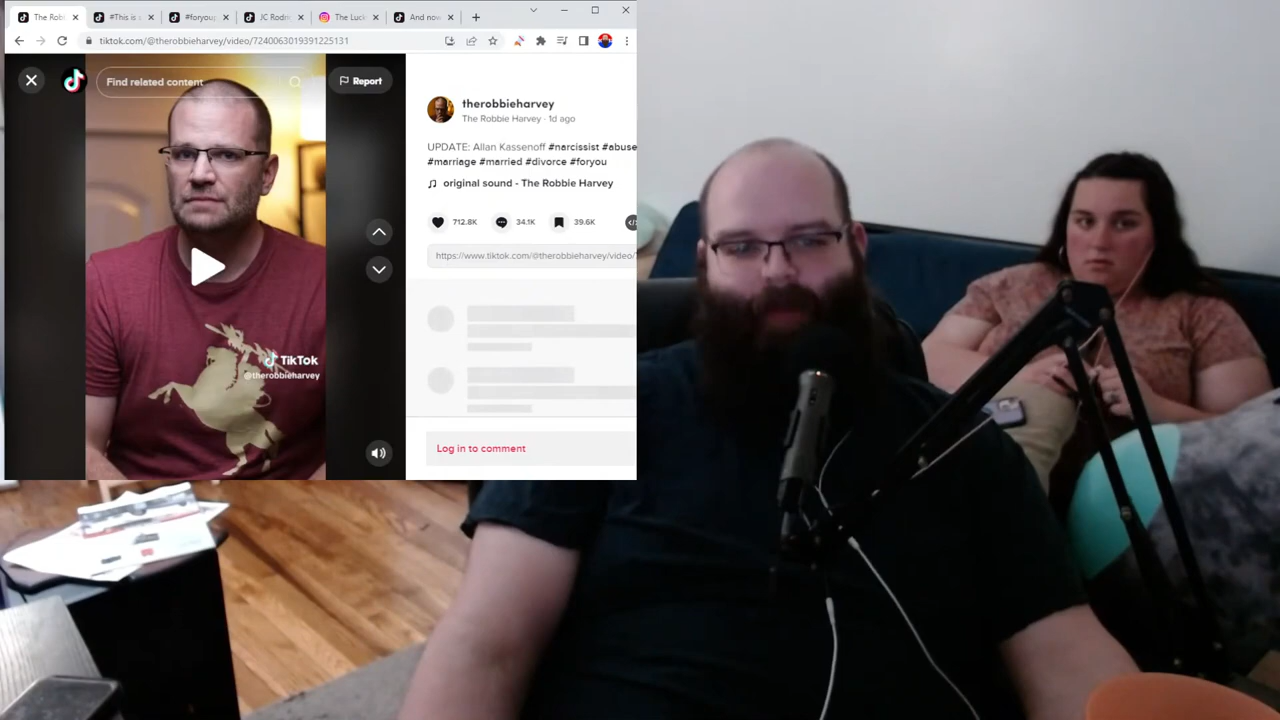 The Rob
#This is
#foryou
JC Rodri
The Luck
And now
tiktok.com/@therobbieharvey/video/7240063019391225131
Find related content
Report
TikTok
@therobbieharvey
therobbieharvey
The Robbie Harvey · 1d ago
UPDATE: Allan Kassenoff #narcissist #abuse
#marriage #married #divorce #foryou
original sound - The Robbie Harvey
712.8K
34.1K
39.6K
https://www.tiktok.com/@therobbieharvey/video/
Log in to comment